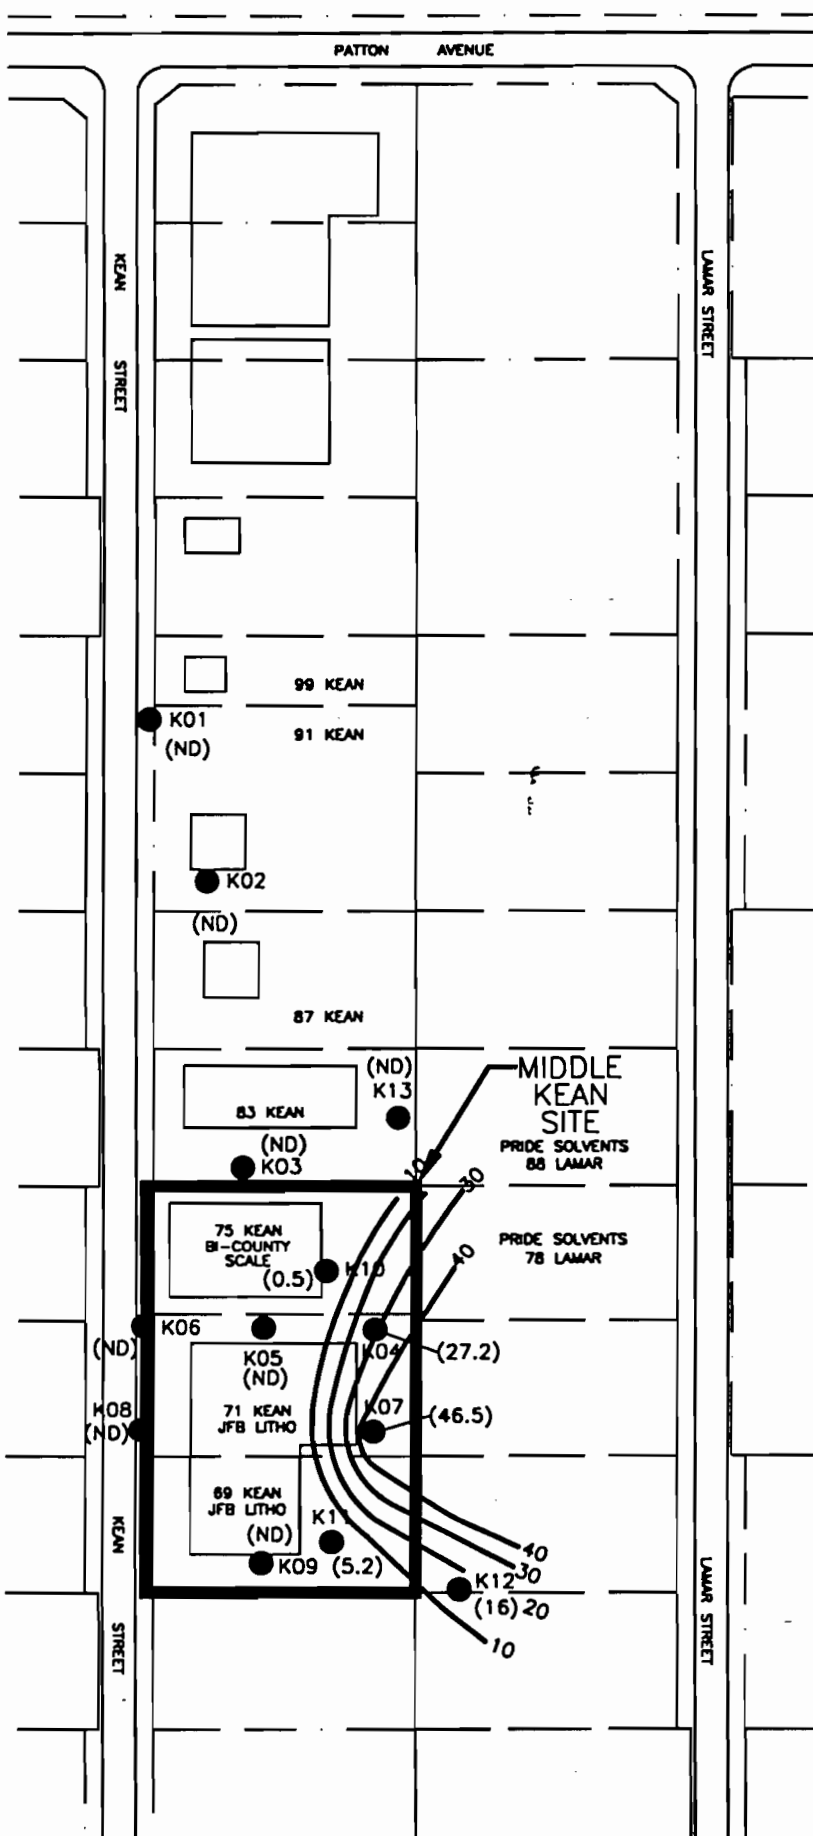 PATTON AVENUE
KEAN STREET
LAMAR STREET
99 KEAN
K01
(ND)
91 KEAN
K02
(ND)
87 KEAN
(ND)
K13
83 KEAN
(ND)
K03
MIDDLE
KEAN
SITE
PRIDE SOLVENTS
88 LAMAR
10
30
40
75 KEAN
BI-COUNTY
SCALE
(0.5)
K10
PRIDE SOLVENTS
78 LAMAR
K06
(ND)
K05
(ND)
K04
(27.2)
K08
(ND)
71 KEAN
JFB LITHO
K07
(46.5)
69 KEAN
JFB LITHO
(ND)
K09
K11
(5.2)
40
30
K12
(16)
20
10
KEAN STREET
LAMAR STREET